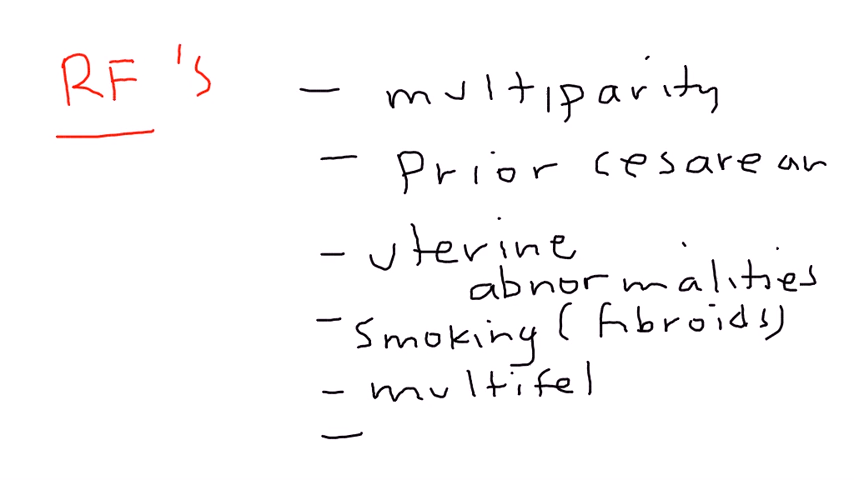 RF's
- multiparity
- Prior cesarean
- uterine
abnormalities
- smoking (fibroids)
- multifel
-